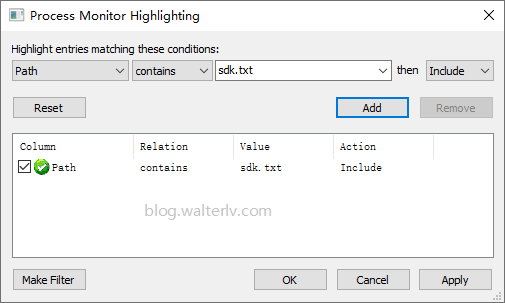 Process Monitor Highlighting
Highlight entries matching these conditions:
Path contains sdk.txt then Include
Reset Add Remove
Column Relation Value Action
Path contains sdk.txt Include
blog.walterlv.com
Make Filter OK Cancel Apply